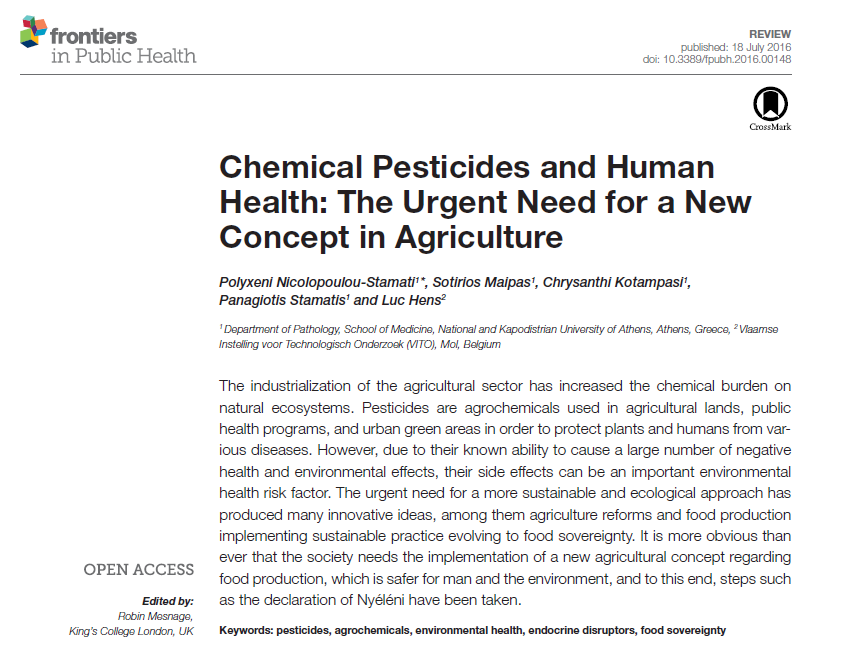 frontiers
in Public Health
REVIEW
published: 18 July 2016
doi: 10.3389/fpubh.2016.00148
CrossMark
Chemical Pesticides and Human
Health: The Urgent Need for a New
Concept in Agriculture
Polyxeni Nicolopoulou-Stamati¹*, Sotirios Maipas¹, Chrysanthi Kotampasi¹,
Panagiotis Stamatis¹ and Luc Hens²
¹ Department of Pathology, School of Medicine, National and Kapodistrian University of Athens, Athens, Greece, ² Vlaamse
Instelling voor Technologisch Onderzoek (VITO), Mol, Belgium
The industrialization of the agricultural sector has increased the chemical burden on
natural ecosystems. Pesticides are agrochemicals used in agricultural lands, public
health programs, and urban green areas in order to protect plants and humans from var-
ious diseases. However, due to their known ability to cause a large number of negative
health and environmental effects, their side effects can be an important environmental
health risk factor. The urgent need for a more sustainable and ecological approach has
produced many innovative ideas, among them agriculture reforms and food production
implementing sustainable practice evolving to food sovereignty. It is more obvious than
ever that the society needs the implementation of a new agricultural concept regarding
food production, which is safer for man and the environment, and to this end, steps such
as the declaration of Nyéléni have been taken.
Keywords: pesticides, agrochemicals, environmental health, endocrine disruptors, food sovereignty
OPEN ACCESS
Edited by:
Robin Mesnage,
King's College London, UK